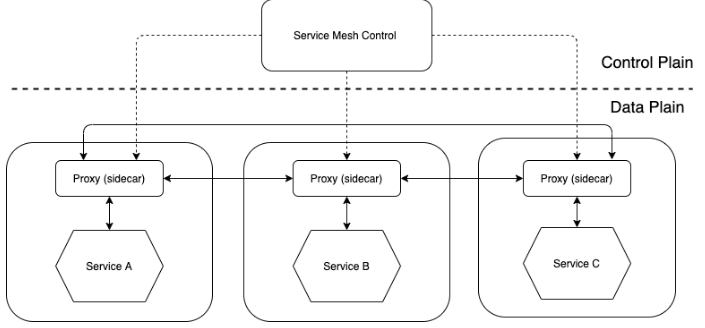 Service Mesh Control
Control Plain
Data Plain
Proxy (sidecar)
Proxy (sidecar)
Proxy (sidecar)
Service A
Service B
Service C